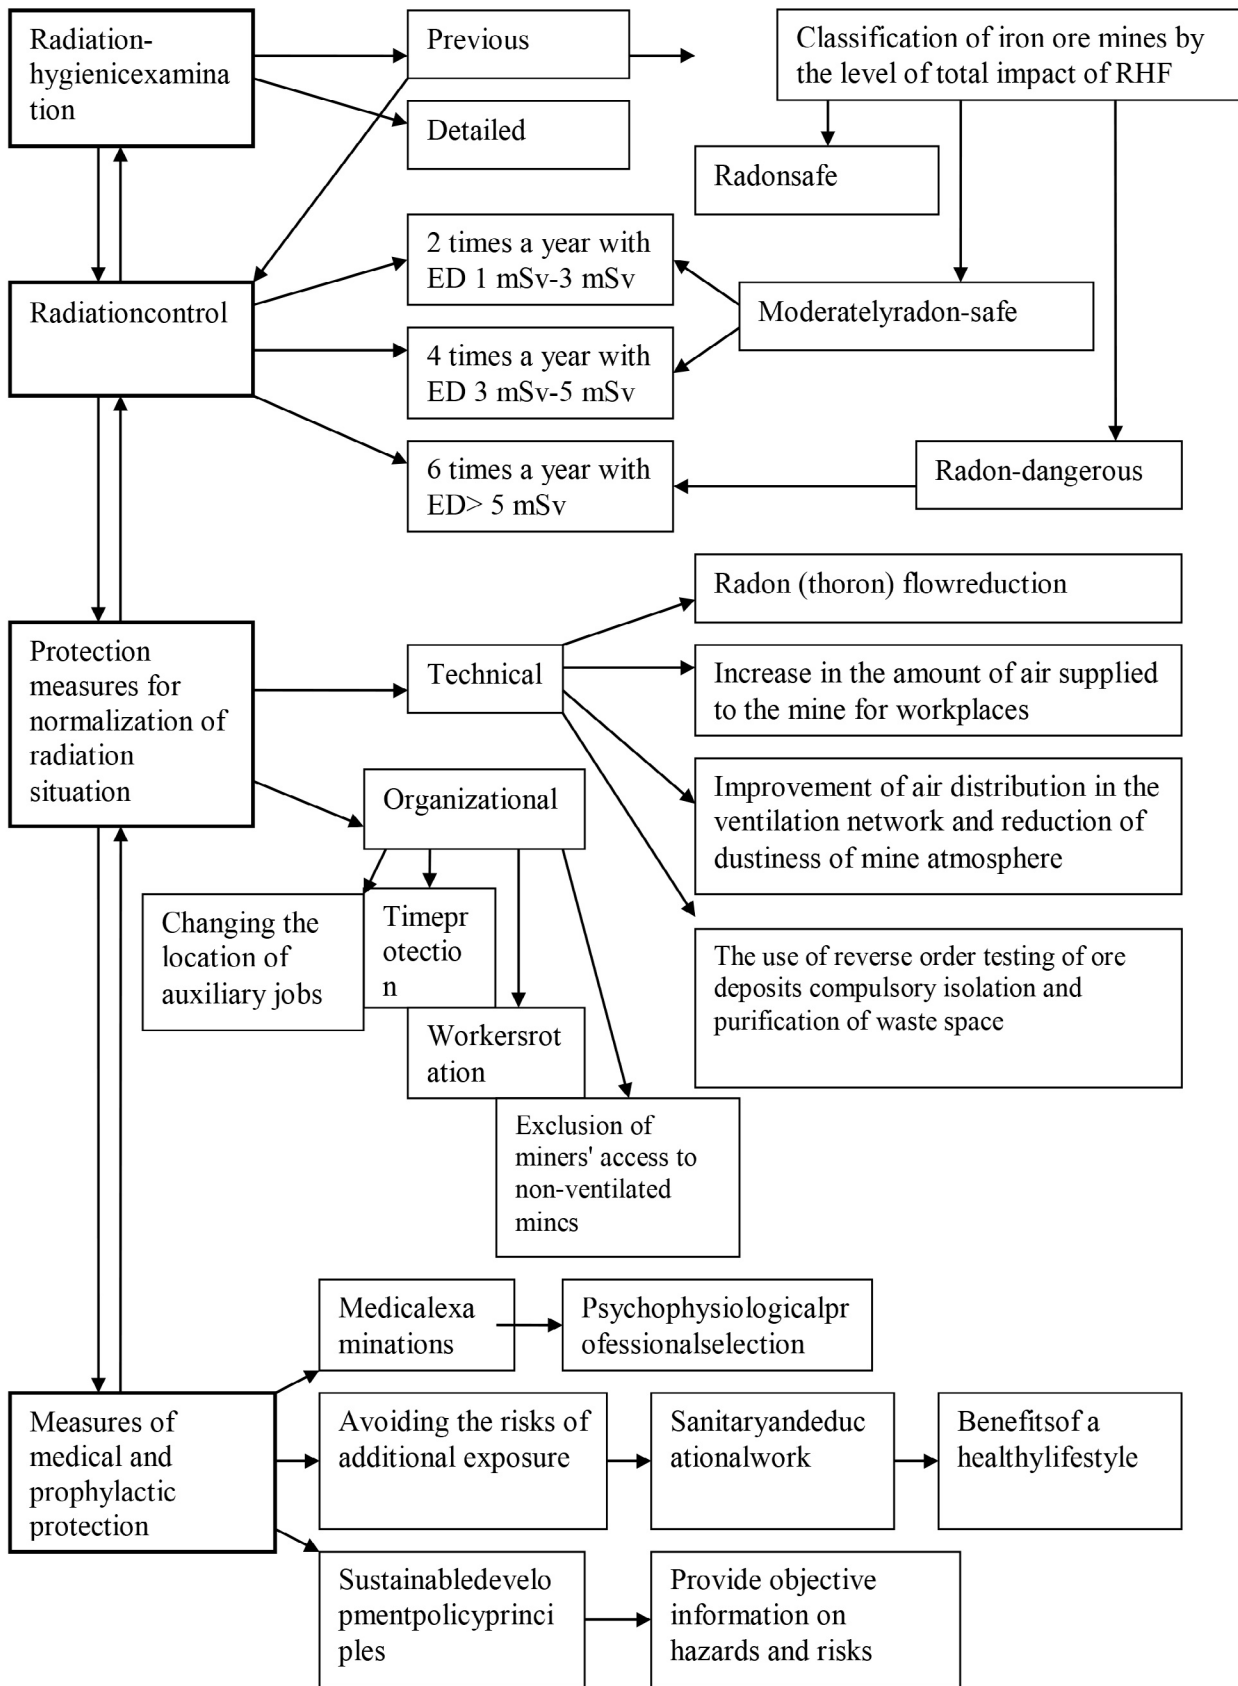 Radiation-
hygienicexamina
tion
Previous
Classification of iron ore mines by
the level of total impact of RHF
Detailed
Radonsafe
2 times a year with
ED 1 mSv-3 mSv
Radiationcontrol
Moderatelyradon-safe
4 times a year with
ED 3 mSv-5 mSv
6 times a year with
ED> 5 mSv
Radon-dangerous
Radon (thoron) flowreduction
Protection
measures for
normalization of
radiation
situation
Technical
Increase in the amount of air supplied
to the mine for workplaces
Organizational
Improvement of air distribution in the
ventilation network and reduction of
dustiness of mine atmosphere
Changing the
location of
auxiliary jobs
Timepr
otectio
n
The use of reverse order testing of ore
deposits compulsory isolation and
purification of waste space
Workersrot
ation
Exclusion of
miners' access to
non-ventilated
mines
Medicalexa
minations
Psychophysiologicalpr
ofessionalselection
Measures of
medical and
prophylactic
protection
Avoiding the risks of
additional exposure
Sanitaryandeduc
ationalwork
Benefitsof a
healthylifestyle
Sustainabledevelo
pmentpolicyprinci
ples
Provide objective
information on
hazards and risks